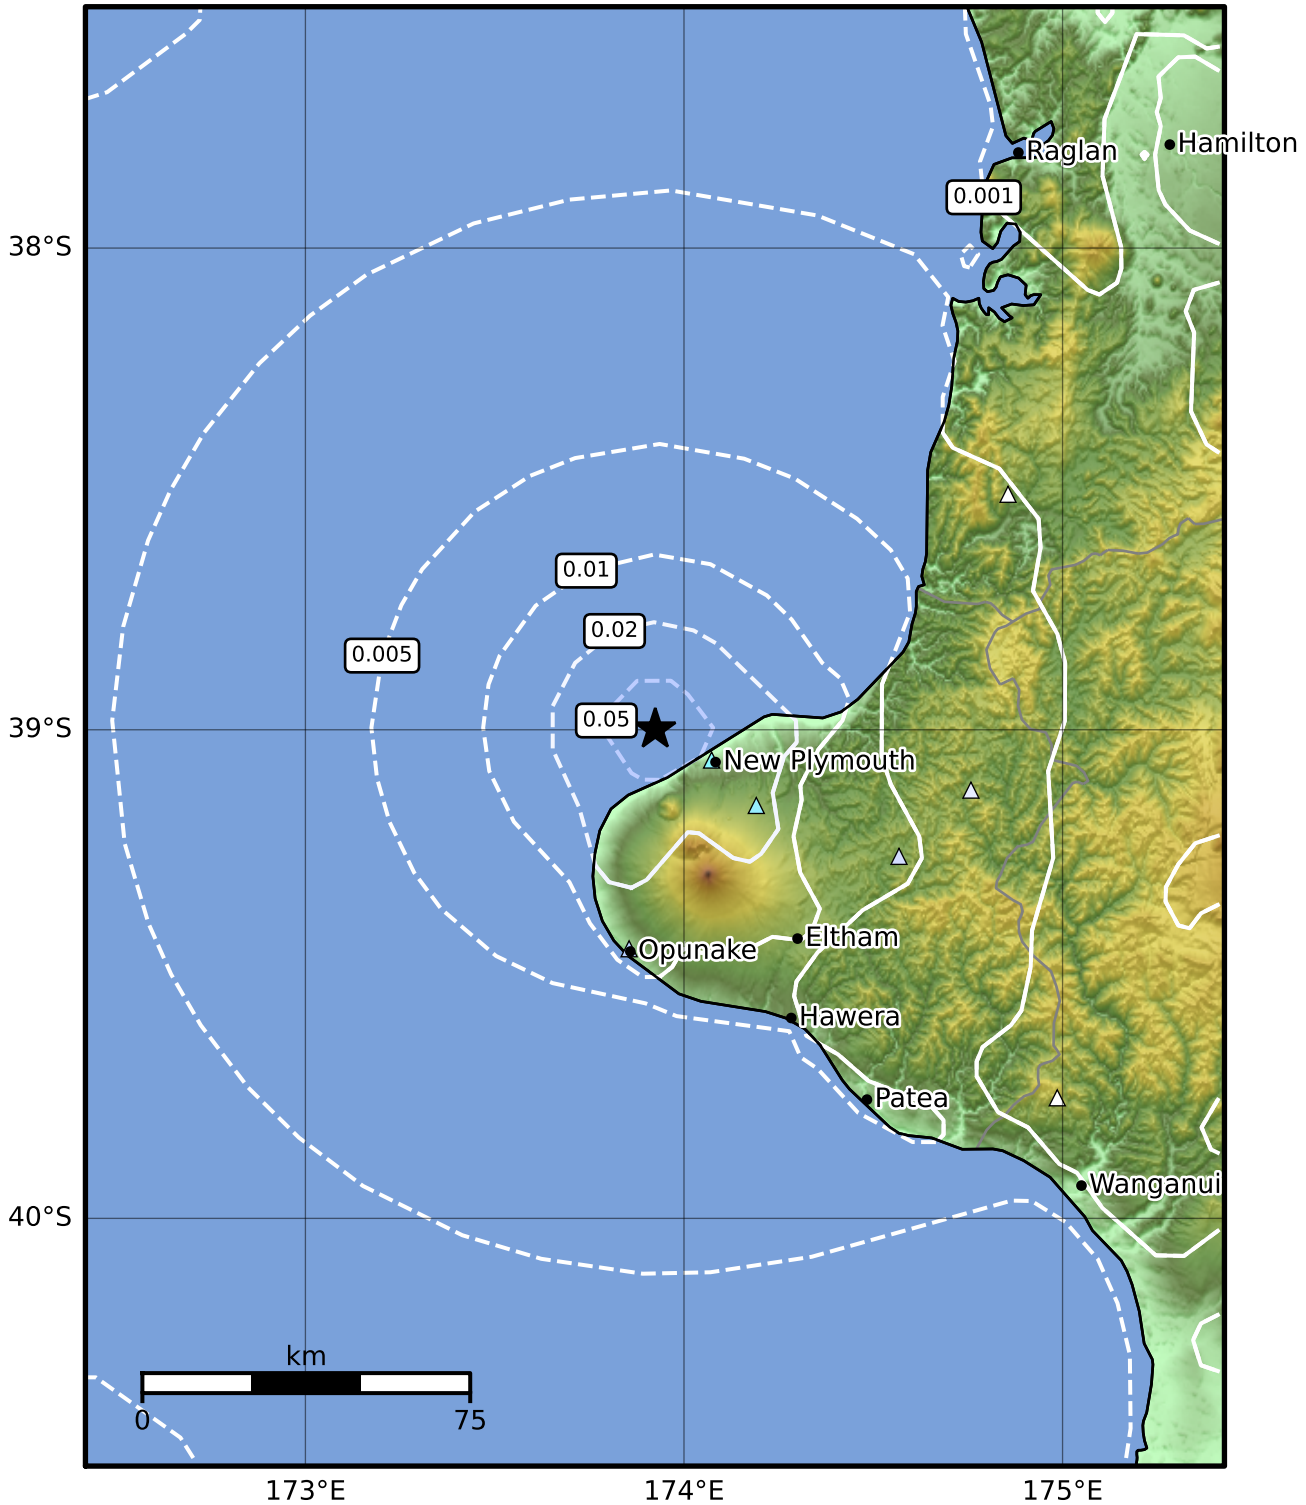 Hamilton
Raglan
0.001
38°S
0.01
0.02
0.005
0.05
39°S
New Plymouth
Eltham
Opunake
Hawera
Patea
Wanganui
40°S
km
0
75
173°E
174°E
175°E